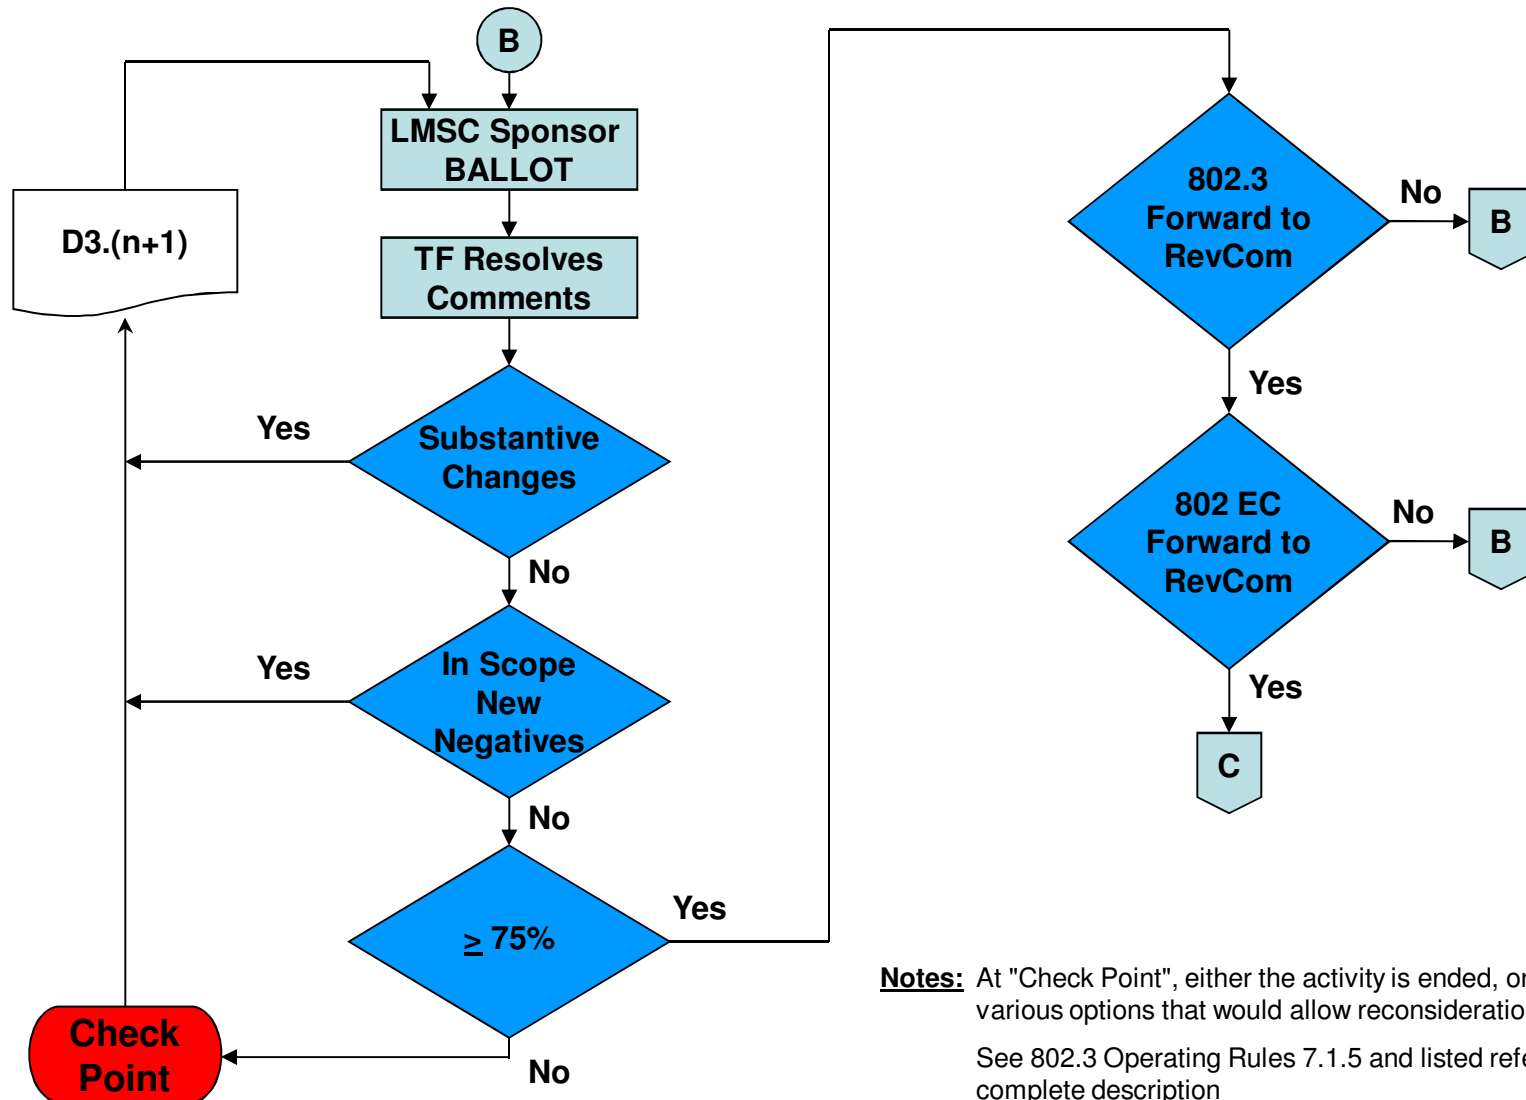 B
LMSC Sponsor
BALLOT
D3.(n+1)
TF Resolves
Comments
Yes
Substantive
Changes
No
Yes
In Scope
New
Negatives
No
≥ 75%
Yes
No
Check
Point
802.3
Forward to
RevCom
No
B
Yes
802 EC
Forward to
RevCom
No
B
Yes
C
Notes: At "Check Point", either the activity is ended, or
various options that would allow
See 802.3 Operating Rules 7.1.5 and listed
complete description